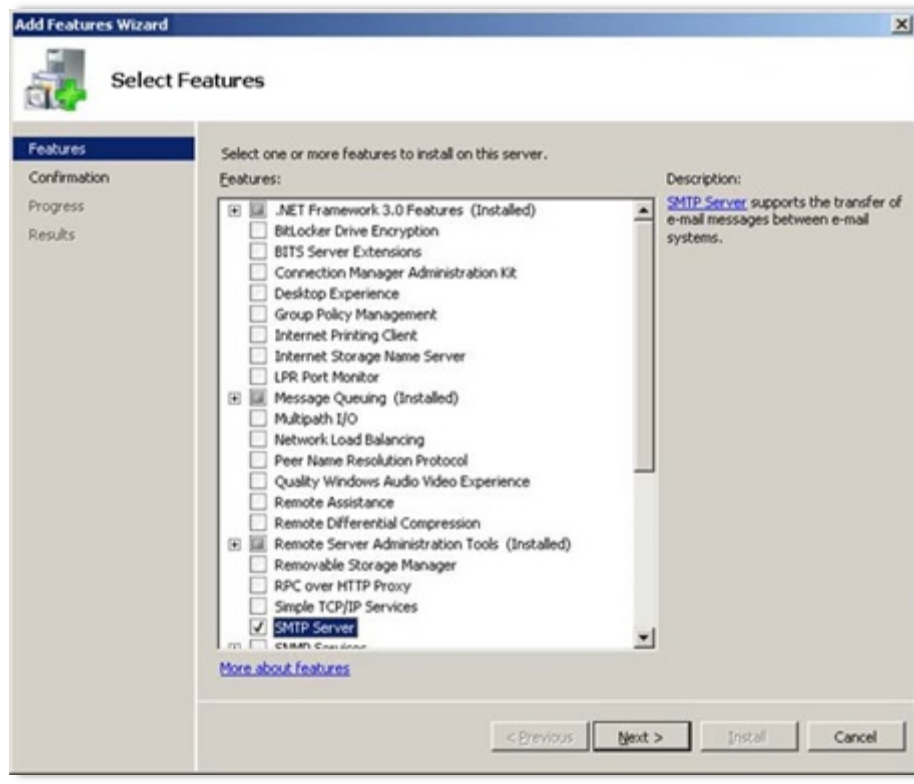 Add Features Wizard
Select Features
Features
Confirmation
Progress
Results
Select one or more features to install on this server.
Features:
.NET Framework 3.0 Features (Installed)
BitLocker Drive Encryption
BITS Server Extensions
Connection Manager Administration Kit
Desktop Experience
Group Policy Management
Internet Printing Client
Internet Storage Name Server
LPR Port Monitor
Message Queuing (Installed)
Multipath I/O
Network Load Balancing
Peer Name Resolution Protocol
Quality Windows Audio Video Experience
Remote Assistance
Remote Differential Compression
Remote Server Administration Tools (Installed)
Removable Storage Manager
RPC over HTTP Proxy
Simple TCP/IP Services
SMTP Server
SNMP Services
Description:
SMTP Server supports the transfer of
e-mail messages between e-mail
systems.
More about features
< Previous
Next >
Install
Cancel